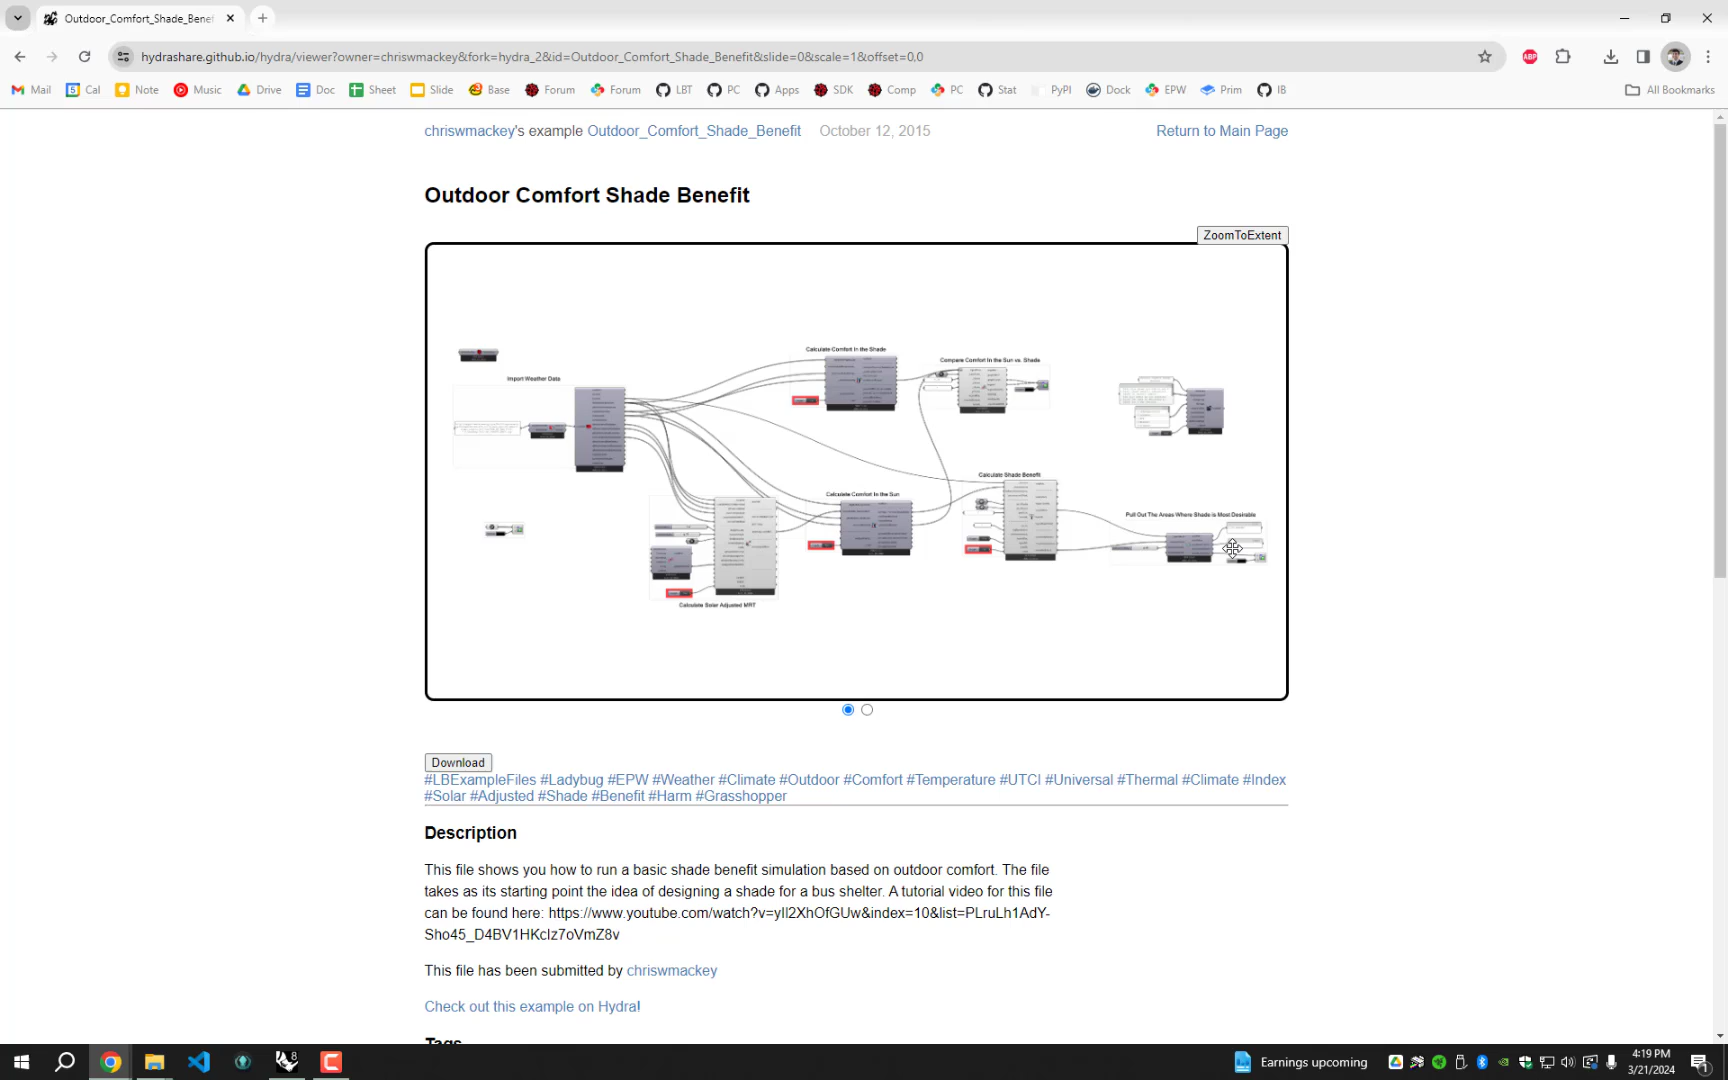 Outdoor_Comfort_Shade_Benef
hydrashare.github.io/hydra/viewer?owner=chriswmackey&fork=hydra_2&id=Outdoor_Comfort_Shade_Benefit&slide=0&scale=1&offset=0,0
Mail Cal Note Music Drive Doc Sheet Slide Base Forum Forum LBT PC Apps SDK Comp PC Stat PyPI Dock EPW Prim IB All Bookmarks
chriswmackey's example Outdoor_Comfort_Shade_Benefit October 12, 2015 Return to Main Page
Outdoor Comfort Shade Benefit
ZoomToExtent
Calculate Comfort In the Shade
Compare Comfort In the Sun vs. Shade
Import Weather Data
Calculate Shade Benefit
Calculate Comfort In the Sun
Pull Out The Areas Where Shade is Most Desirable
Calculate Solar Adjusted MRT
Download
#LBExampleFiles #Ladybug #EPW #Weather #Climate #Outdoor #Comfort #Temperature #UTCI #Universal #Thermal #Climate #Index
#Solar #Adjusted #Shade #Benefit #Harm #Grasshopper
Description
This file shows you how to run a basic shade benefit simulation based on outdoor comfort. The file
takes as its starting point the idea of designing a shade for a bus shelter. A tutorial video for this file
can be found here: https://www.youtube.com/watch?v=yII2XhOfGUw&index=10&list=PLruLh1AdY-
Sho45_D4BV1HKcIz7oVmZ8v
This file has been submitted by chriswmackey
Check out this example on Hydra!
Tags
Earnings upcoming
4:19 PM
3/21/2024